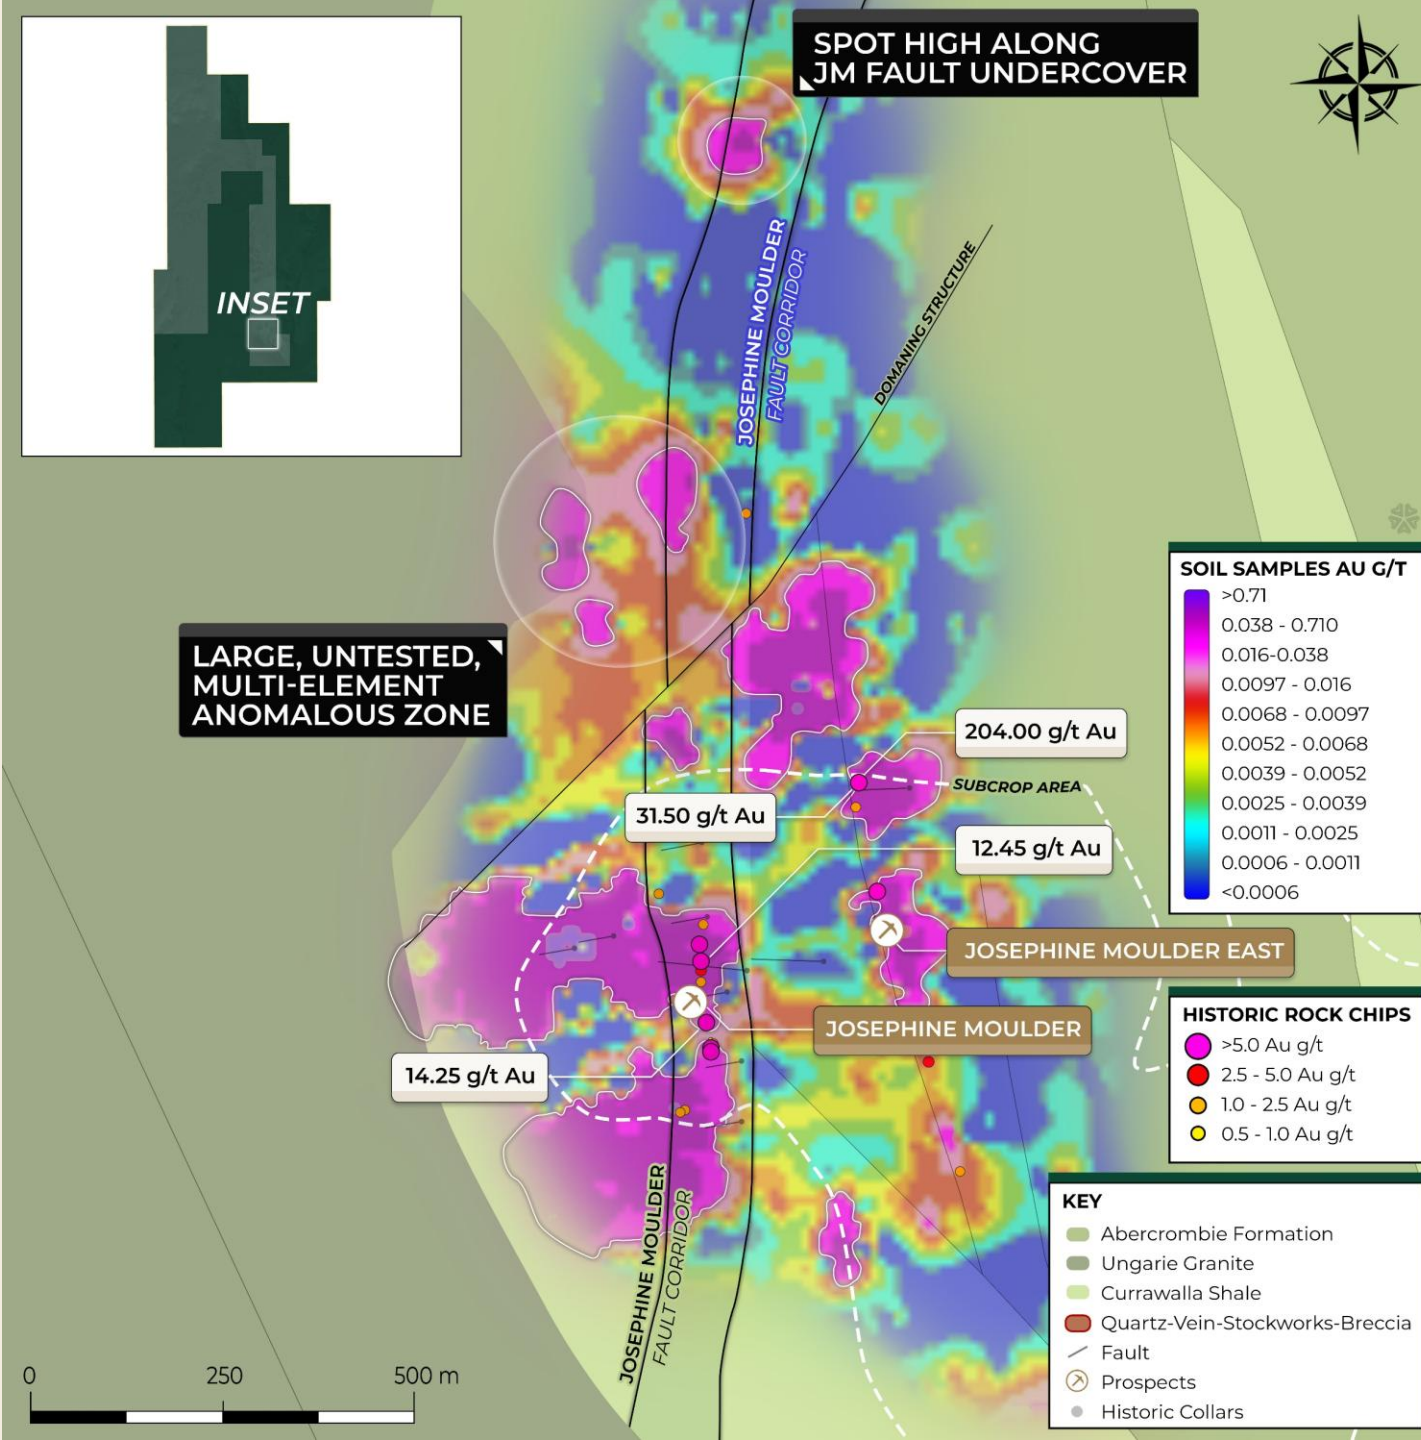 SPOT HIGH ALONG
JM FAULT UNDERCOVER
INSET
JOSEPHINE MOULDER
FAULT CORRIDOR
DOMAINING STRUCTURE
LARGE, UNTESTED,
MULTI-ELEMENT
ANOMALOUS ZONE
SOIL SAMPLES AU G/T
>0.71
0.038 - 0.710
0.016-0.038
0.0097 - 0.016
0.0068 - 0.0097
0.0052 - 0.0068
0.0039 - 0.0052
0.0025 - 0.0039
0.0011 - 0.0025
0.0006 - 0.0011
<0.0006
204.00 g/t Au
SUBCROP AREA
31.50 g/t Au
12.45 g/t Au
JOSEPHINE MOULDER EAST
JOSEPHINE MOULDER
14.25 g/t Au
HISTORIC ROCK CHIPS
>5.0 Au g/t
2.5 - 5.0 Au g/t
1.0 - 2.5 Au g/t
0.5 - 1.0 Au g/t
JOSEPHINE MOULDER
FAULT CORRIDOR
KEY
Abercrombie Formation
Ungarie Granite
Currawalla Shale
Quartz-Vein-Stockworks-Breccia
Fault
Prospects
Historic Collars
0 250 500 m